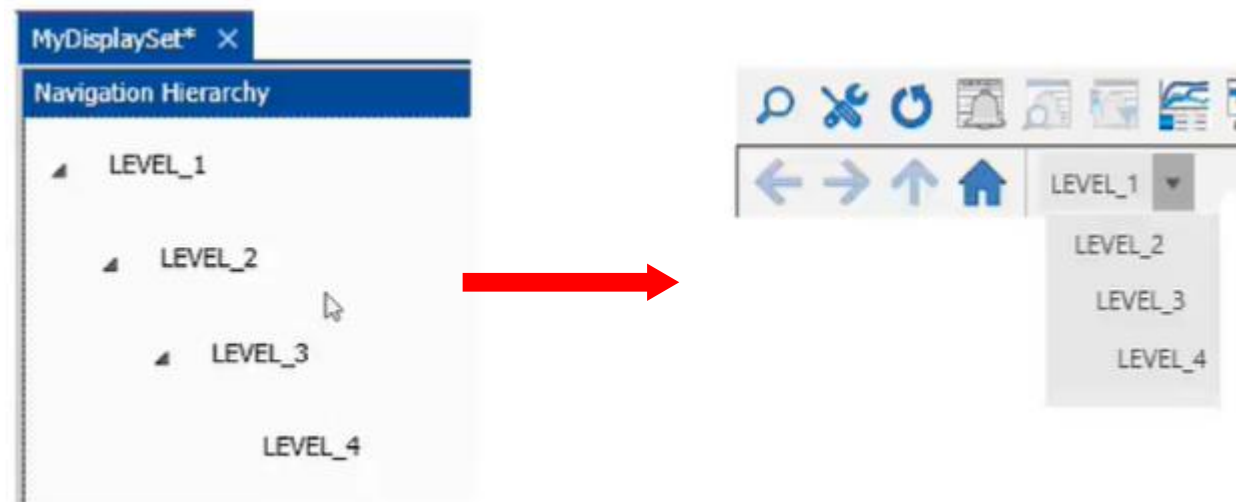 MyDisplaySet*
Navigation Hierarchy
LEVEL_1
LEVEL_2
LEVEL_3
LEVEL_4
LEVEL_1
LEVEL_2
LEVEL_3
LEVEL_4